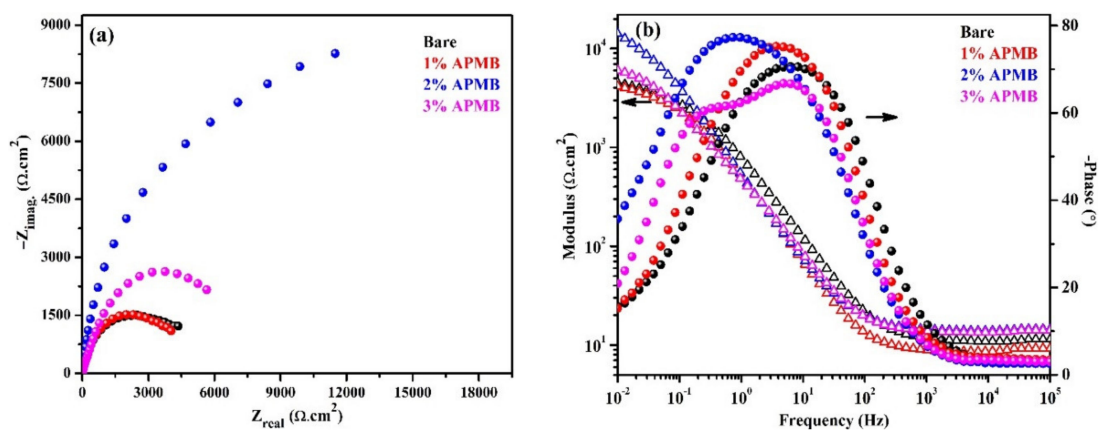 (a)
Bare
1% APMB
2% APMB
3% APMB
9000
7500
6000
4500
3000
1500
0
−Z_imag. (Ω.cm²)
0 3000 6000 9000 12000 15000 18000
Z_real (Ω.cm²)
(b)
Bare
1% APMB
2% APMB
3% APMB
10⁴
10³
10²
10¹
Modulus (Ω.cm²)
80
60
40
20
0
-Phase (°)
10⁻² 10⁻¹ 10⁰ 10¹ 10² 10³ 10⁴ 10⁵
Frequency (Hz)